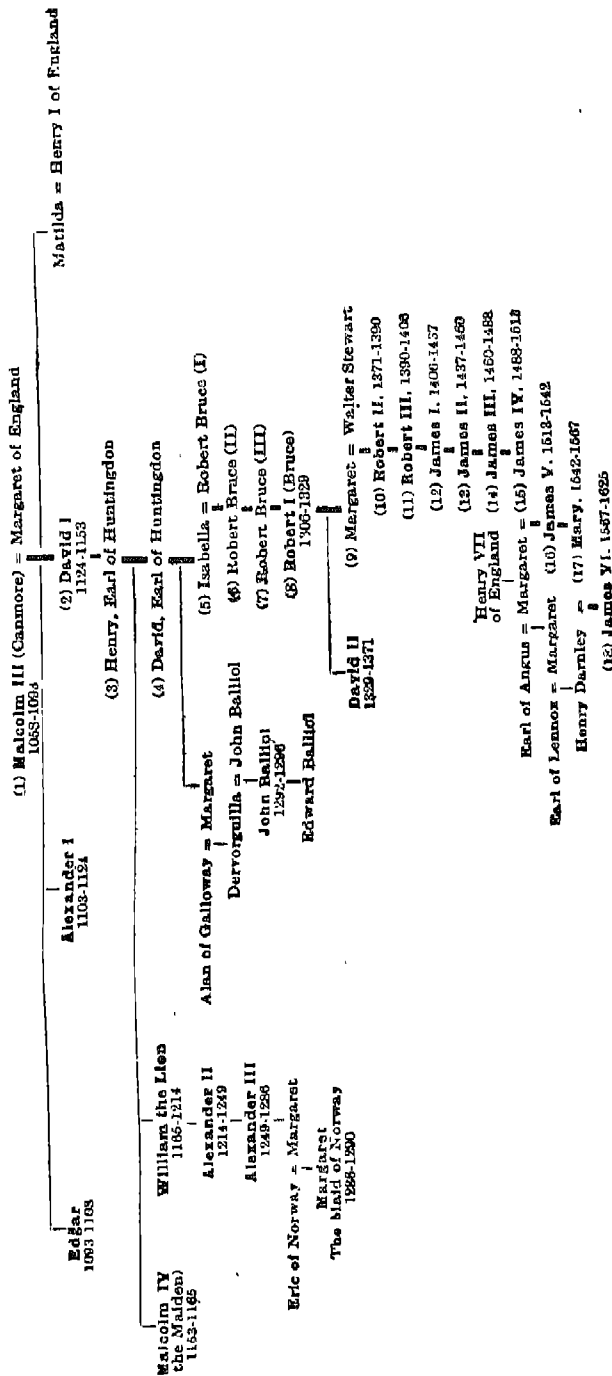 (1) Malcolm III (Canmore) = Margaret of England
1058-1093
Edgar
1093 1108
Alexander I
1108-1124
(2) David I
1124-1153
Matilda = Henry I of England
(3) Henry, Earl of Huntingdon
Malcolm IV
the Maiden)
1153-1165
William the Lion
1165-1214
(4) David, Earl of Huntingdon
Alexander II
1214-1249
Alexander III
1249-1286
Eric of Norway = Margaret
Margaret
The Maid of Norway
1286-1290
Alan of Galloway = Margaret
Dervorguilla = John Balliol
John Balliol
1292-1296
Edward Balliol
(5) Isabella = Robert Bruce (I)
(6) Robert Bruce (II)
(7) Robert Bruce (III)
(8) Robert I (Bruce)
1306-1329
David II
1329-1371
(9) Margaret = Walter Stewart
(10) Robert II, 1371-1390
(11) Robert III, 1390-1406
(12) James I, 1406-1437
(13) James II, 1437-1460
(14) James III, 1460-1488
Henry VII
of England
Earl of Angus = Margaret = (15) James IV, 1488-1513
Earl of Lennox = Margaret (16) James V, 1513-1542
Henry Darnley = (17) Mary, 1542-1567
(18) James VI, 1567-1625